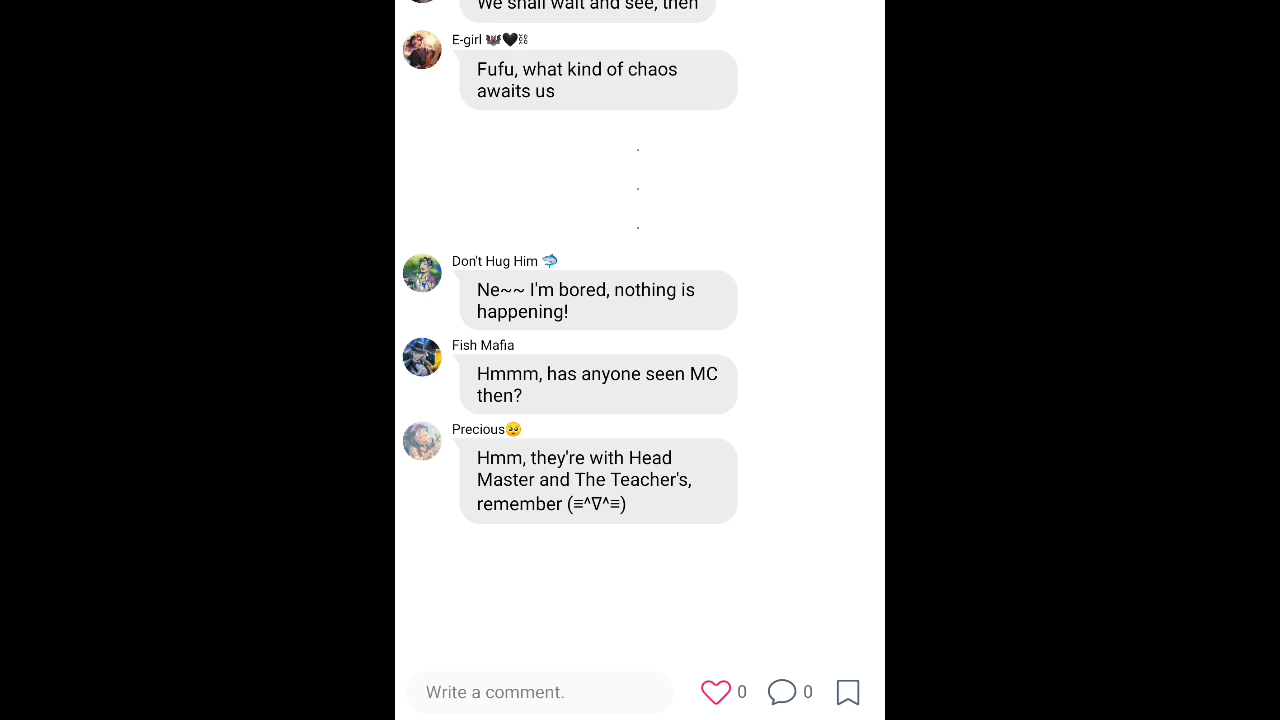 We shall wait and see, then
E-girl 🦇🖤⛓
Fufu, what kind of chaos
awaits us
.
.
.
Don't Hug Him 🦈
Ne~~ I'm bored, nothing is
happening!
Fish Mafia
Hmmm, has anyone seen MC
then?
Precious🥺
Hmm, they're with Head
Master and The Teacher's,
remember (≡^∇^≡)
Write a comment.
0
0